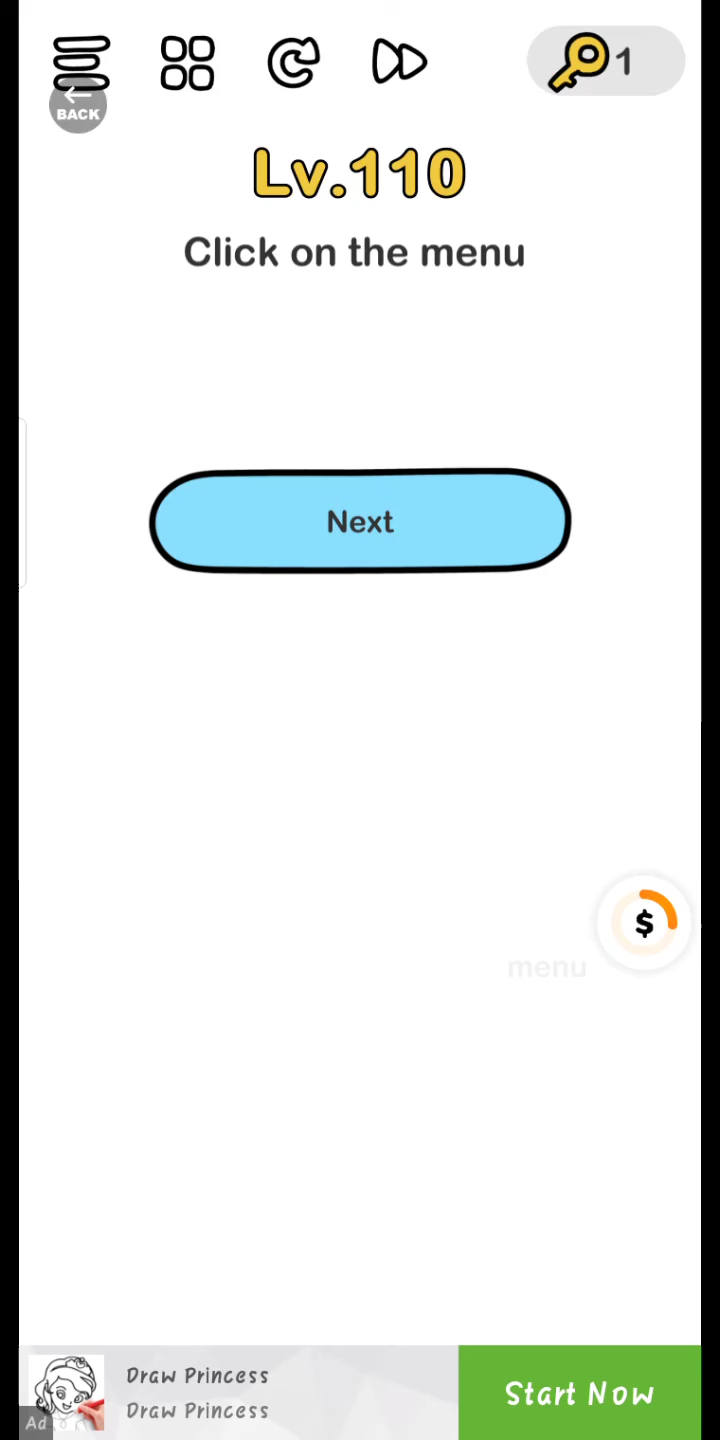 1
BACK
Lv.110
Click on the menu
Next
$
menu
Draw Princess
Draw Princess
Start Now
Ad